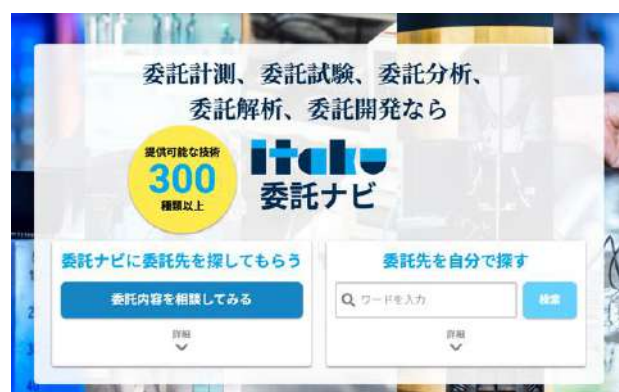 委託計測、委託試験、委託分析、
委託解析、委託開発なら
提供可能な技術
300
種類以上
itaku
委託ナビ
委託ナビに委託先を探してもらう
委託内容を相談してみる
詳細
委託先を自分で探す
ワードを入力
検索
詳細